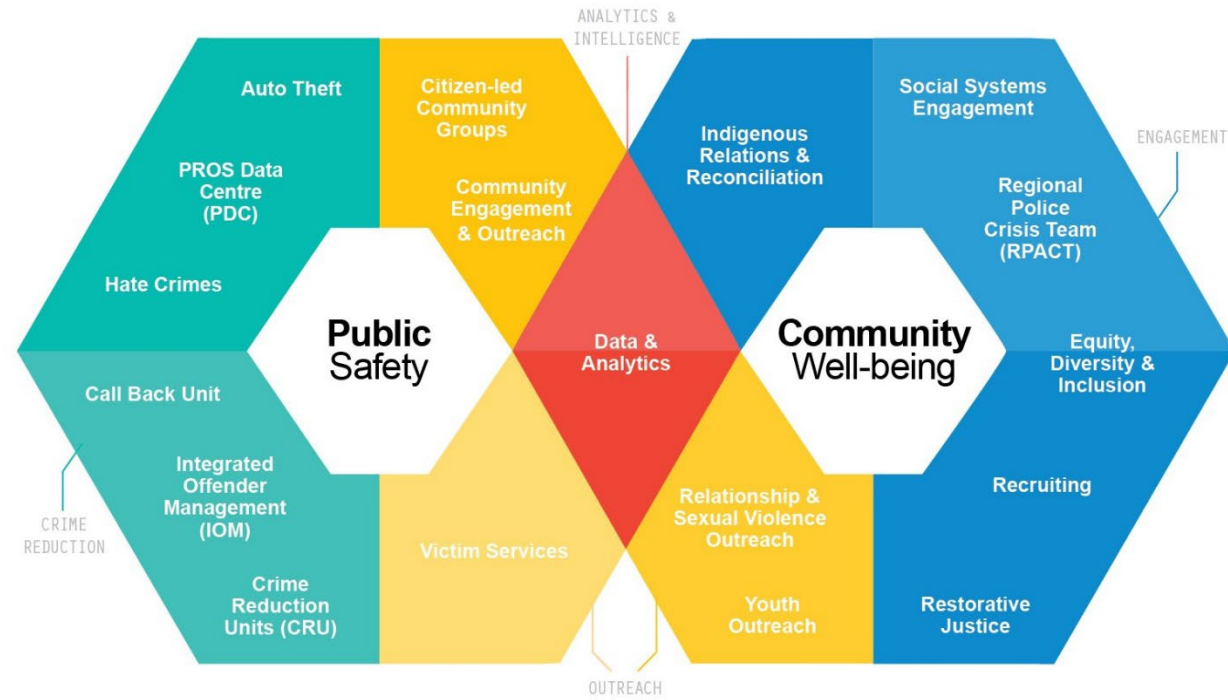 ANALYTICS &
INTELLIGENCE
Auto Theft
PROS Data
Centre
(PDC)
Hate Crimes
Citizen-led
Community
Groups
Community
Engagement
& Outreach
Public
Safety
Call Back Unit
Integrated
Offender
Management
(IOM)
Crime
Reduction
Units (CRU)
CRIME
REDUCTION
Victim Services
Data &
Analytics
Indigenous
Relations &
Reconciliation
Social Systems
Engagement
Regional
Police
Crisis Team
(RPACT)
ENGAGEMENT
Community
Well-being
Equity,
Diversity &
Inclusion
Relationship &
Sexual Violence
Outreach
Youth
Outreach
Recruiting
Restorative
Justice
OUTREACH